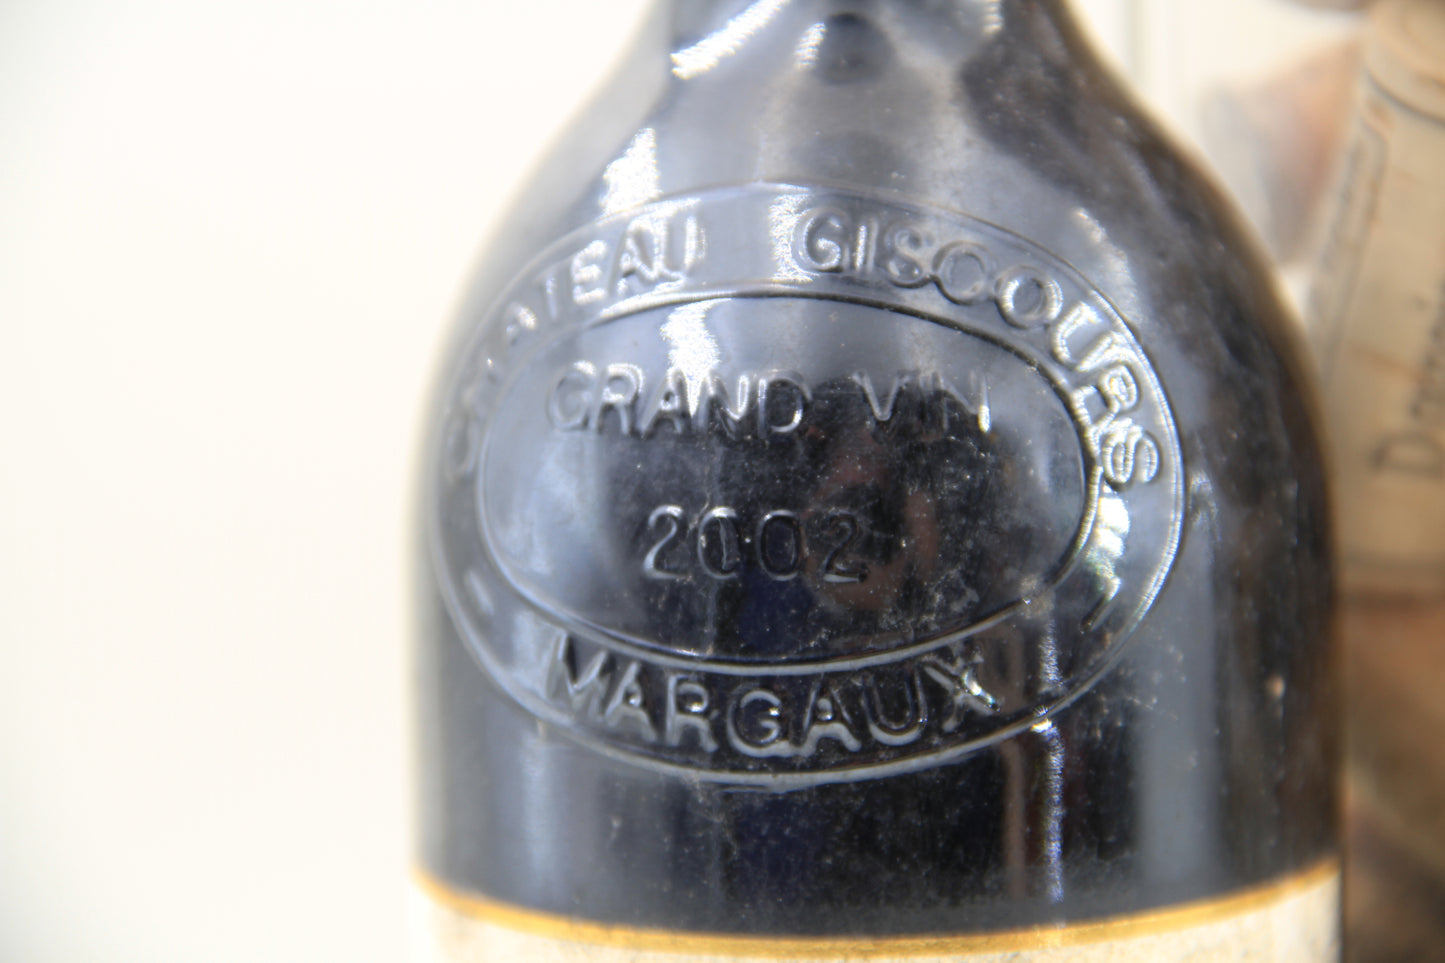 CHATEAU GISCOURS
GRAND VIN
2002
MARGAUX